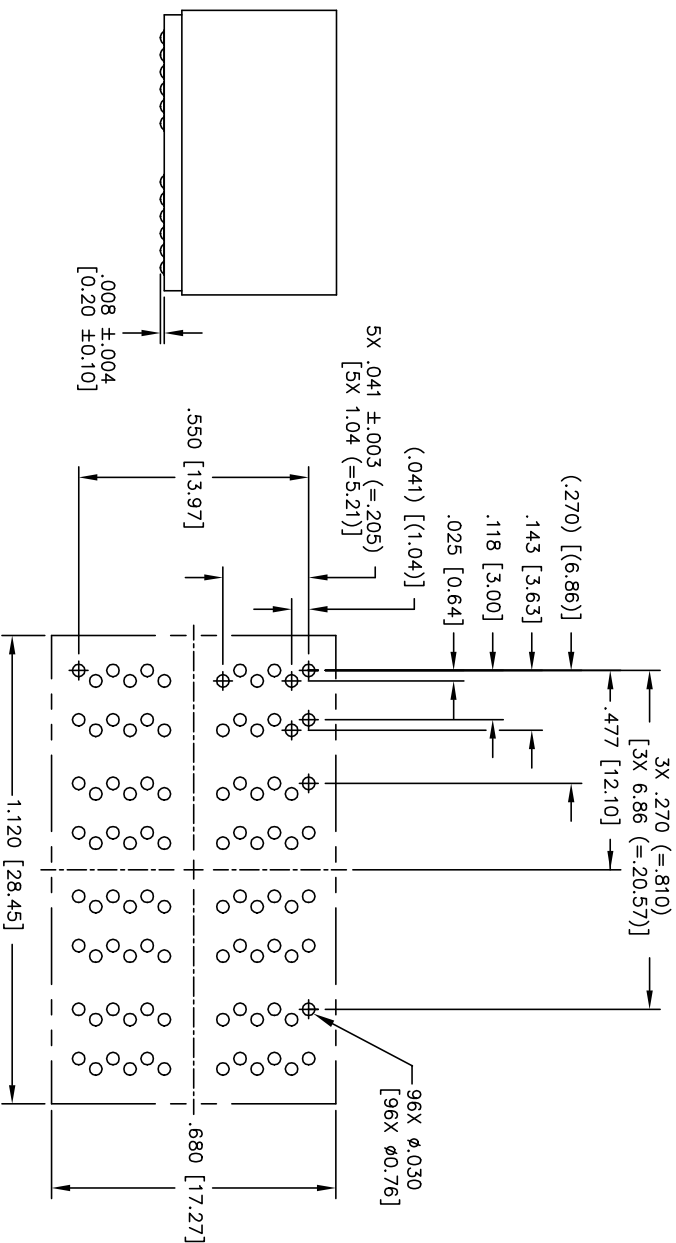 3X .270 (=.810)
[3X 6.86 (=.20.57)]
.477 [12.10]
(.270) [(6.86)]
.143 [3.63]
.118 [3.00]
.025 [0.64]
(.041) [(1.04)]
5X .041 ±.003 (=.205)
[5X 1.04 (=5.21)]
96X ø.030
[96X ø0.76]
.550 [13.97]
.680 [17.27]
.008 ±.004
[0.20 ±0.10]
1.120 [28.45]